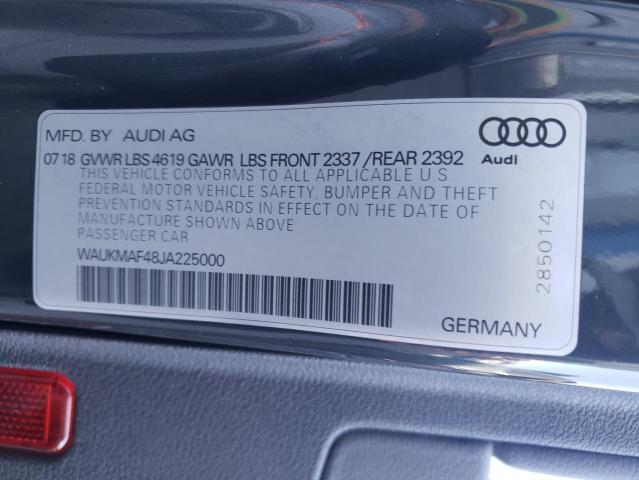 MFD. BY AUDI AG
07 18 GVWR LBS 4619 GAWR LBS FRONT 2337 /REAR 2392
THIS VEHICLE CONFORMS TO ALL APPLICABLE U.S.
FEDERAL MOTOR VEHICLE SAFETY, BUMPER AND THEFT
PREVENTION STANDARDS IN EFFECT ON THE DATE OF
MANUFACTURE SHOWN ABOVE
PASSENGER CAR
WAUKMAF48JA225000
Audi
2850142
GERMANY